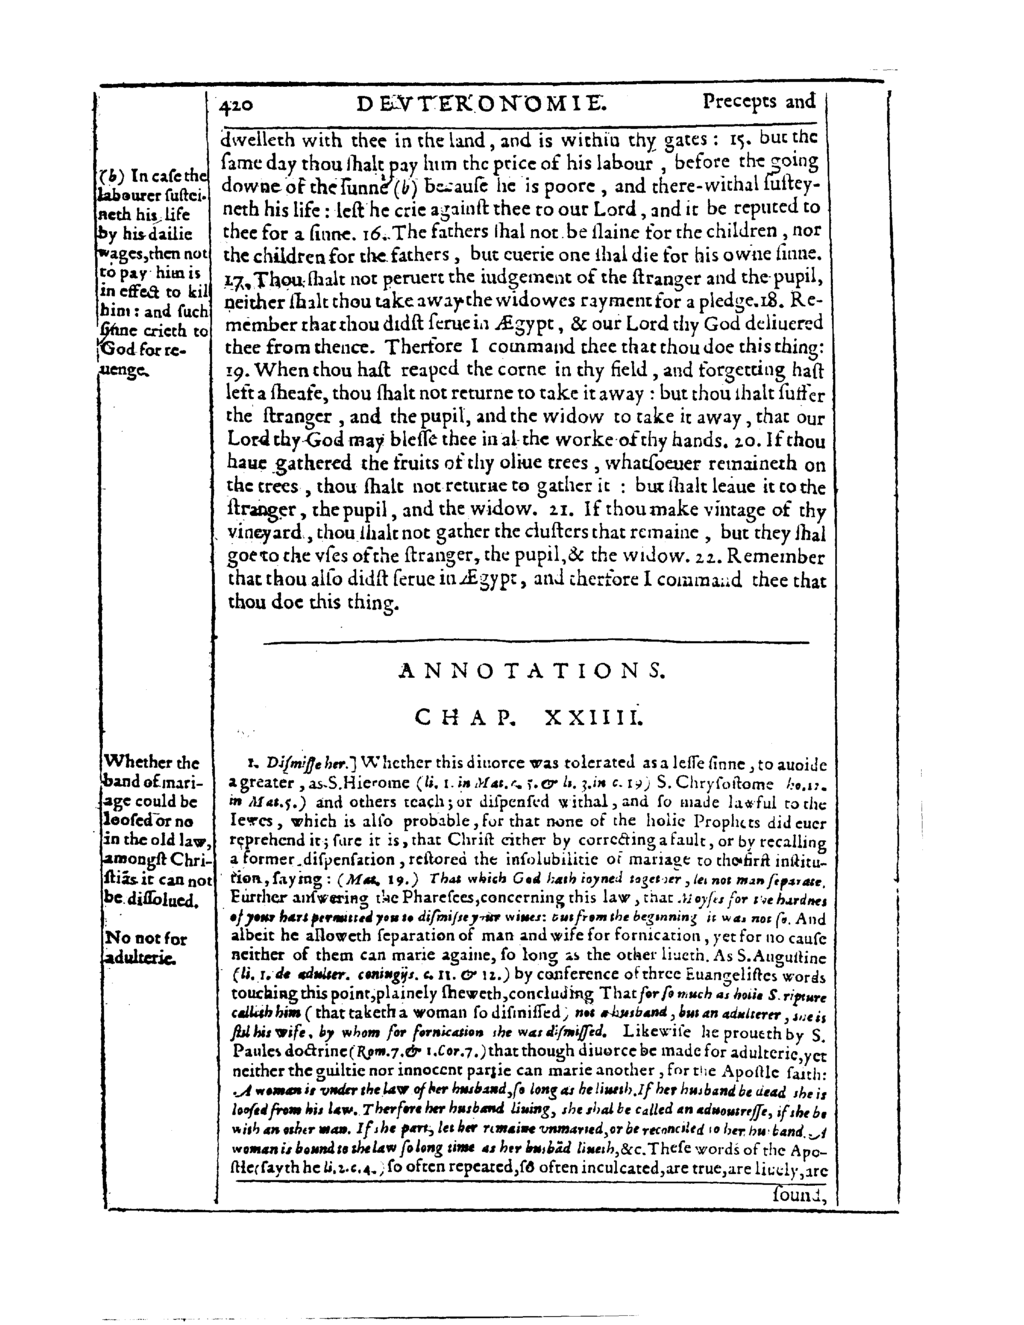 420 DEVTERONOMIE. Precepts and
dwelleth with thee in the land, and is within thy gates : 15. but the
ſame day thou ſhalt pay him the price of his labour , before the going
downe of the ſunne (b) becauſe he is poore , and there-withal ſuſtey-
neth his life : leſt he crie againſt thee to our Lord, and it be reputed to
thee for a ſinne. 16. The fathers ſhal not be ſlaine for the children , nor
the children for the fathers , but euerie one ſhal die for his owne ſinne.
17. Thou ſhalt not peruert the iudgement of the ſtranger and the pupil,
neither ſhalt thou take away the widowes rayment for a pledge. 18. Re-
member that thou didſt ſerue in Ægypt, & our Lord thy God deliuered
thee from thence. Therfore I command thee that thou doe this thing:
19. When thou haſt reaped the corne in thy field , and forgetting haſt
left a ſheafe, thou ſhalt not returne to take it away : but thou ſhalt ſuffer
the ſtranger , and the pupil, and the widow to take it away, that our
Lord thy God may bleſſe thee in al the worke of thy hands. 20. If thou
haue gathered the fruits of thy oliue trees , whatſoeuer remaineth on
the trees , thou ſhalt not returne to gather it : but ſhalt leaue it to the
ſtranger, the pupil, and the widow. 21. If thou make vintage of thy
vineyard , thou ſhalt not gather the cluſters that remaine , but they ſhal
goe to the vſes of the ſtranger, the pupil, & the widow. 22. Remember
that thou alſo didſt ſerue in Ægypt, and therfore I command thee that
thou doe this thing.
(b) In caſe the
labourer ſuſtei-
neth his life
by his dailie
wages, then not
to pay him is
in effect to kil
him : and ſuch
ſinne crieth to
God for re-
uenge.
ANNOTATIONS.
CHAP. XXIIII.
1. Diſmiſſe her.] Whether this diuorce was tolerated as a leſſe ſinne, to auoide
a greater , as S. Hierome (li. 1. in Mat. c. 5. & li. 3. in c. 19) S. Chryſoſtome ho. 17.
in Mat. 5.) and others teach; or diſpenſed withal, and ſo made lawful to the
Iewes , which is alſo probable, for that none of the holie Prophets did euer
reprehend it; ſure it is, that Chriſt either by correcting a fault, or by recalling
a former diſpenſation , reſtored the inſolubilitie of mariage to the firſt inſtitu-
tion, ſaying : (Mat. 19.) That which God hath ioyned together, let not man ſeparate.
Further anſwering the Phareſees, concerning this law , that Moyſes for the hardnes
of your hart permitted you to diſmiſse your wiues: but from the beginning it was not ſo. And
albeit he alloweth ſeparation of man and wife for fornication , yet for no cauſe
neither of them can marie againe, ſo long as the other liueth. As S. Auguſtine
(li. 1. de adulter. coniugijs. c. 11. & 12.) by conference of three Euangeliſtes words
touching this point, plainely ſheweth, concluding That for ſo much as holie Scripture
calleth him ( that taketh a woman ſo diſmiſſed) not a husband, but an adulterer, ſhe is
ſtil his wife, by whom for fornication ſhe was diſmiſſed. Likewiſe he proueth by S.
Paules doctrine (Rom. 7. & 1. Cor. 7.) that though diuorce be made for adulterie, yet
neither the guiltie nor innocent partie can marie another , for the Apoſtle ſaith:
A woman is vnder the law of her husband, ſo long as he liueth. If her husband be dead ſhe is
looſed from his law. Therfore her husband liuing, ſhe ſhal be called an aduoutreſſe, if ſhe be
with an other man. If ſhe part, let her remaine vnmaried, or be reconciled to her husband. A
woman is bound to the law ſo long time as her husbād liueth, &c. Theſe words of the Apo-
ſtle (ſayth he li. 2. c. 4.) ſo often repeated, ſo often inculcated, are true, are liuely, are
found,
Whether the
band of mari-
age could be
looſed or no
in the old law,
amongſt Chri-
ſtiās it can not
be diſſolued.
No not for
adulterie.